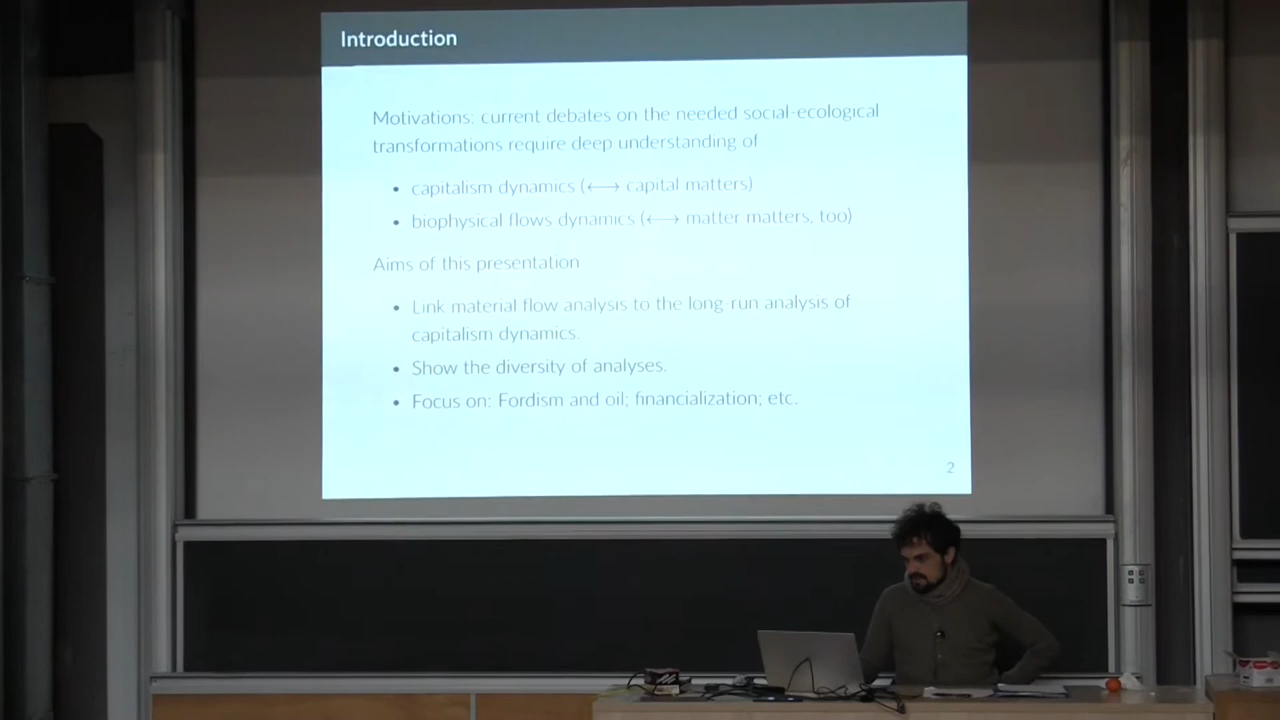 Introduction
Motivations: current debates on the needed social-ecological
transformations require deep understanding of
• capitalism dynamics (⟷ capital matters)
• biophysical flows dynamics (⟷ matter matters, too)
Aims of this presentation
• Link material flow analysis to the long-run analysis of
capitalism dynamics.
• Show the diversity of analyses.
• Focus on: Fordism and oil; financialization; etc.
2